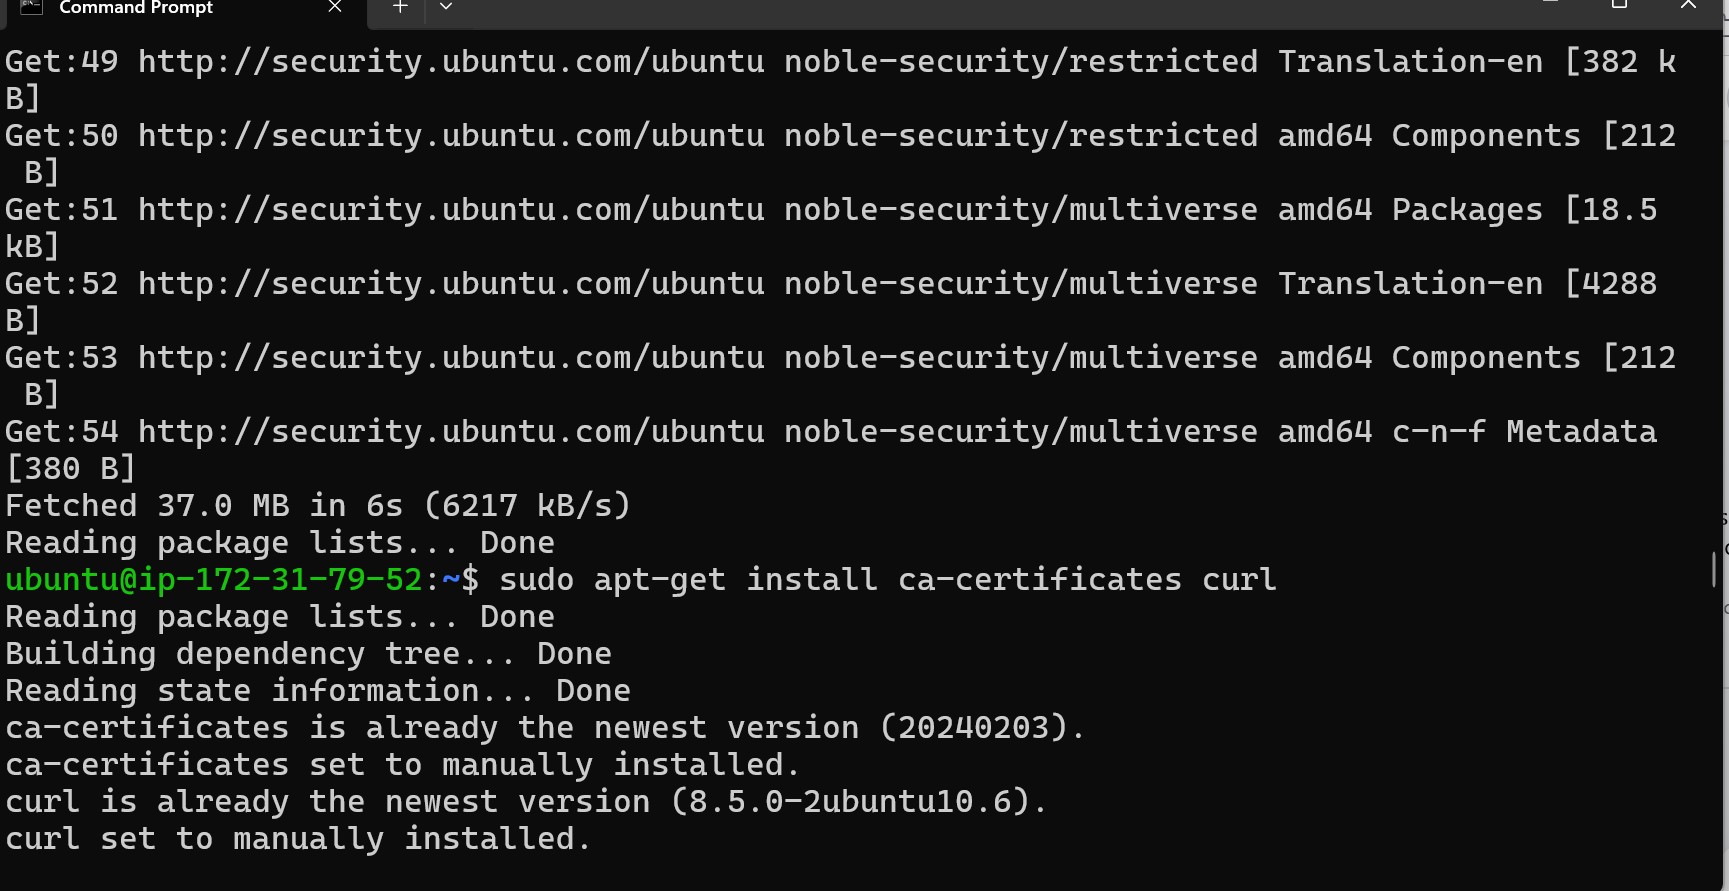 Command Prompt
Get:49 http://security.ubuntu.com/ubuntu noble-security/restricted Translation-en [382 k
B]
Get:50 http://security.ubuntu.com/ubuntu noble-security/restricted amd64 Components [212
 B]
Get:51 http://security.ubuntu.com/ubuntu noble-security/multiverse amd64 Packages [18.5
kB]
Get:52 http://security.ubuntu.com/ubuntu noble-security/multiverse Translation-en [4288
B]
Get:53 http://security.ubuntu.com/ubuntu noble-security/multiverse amd64 Components [212
 B]
Get:54 http://security.ubuntu.com/ubuntu noble-security/multiverse amd64 c-n-f Metadata
[380 B]
Fetched 37.0 MB in 6s (6217 kB/s)
Reading package lists... Done
ubuntu@ip-172-31-79-52:~$ sudo apt-get install ca-certificates curl
Reading package lists... Done
Building dependency tree... Done
Reading state information... Done
ca-certificates is already the newest version (20240203).
ca-certificates set to manually installed.
curl is already the newest version (8.5.0-2ubuntu10.6).
curl set to manually installed.